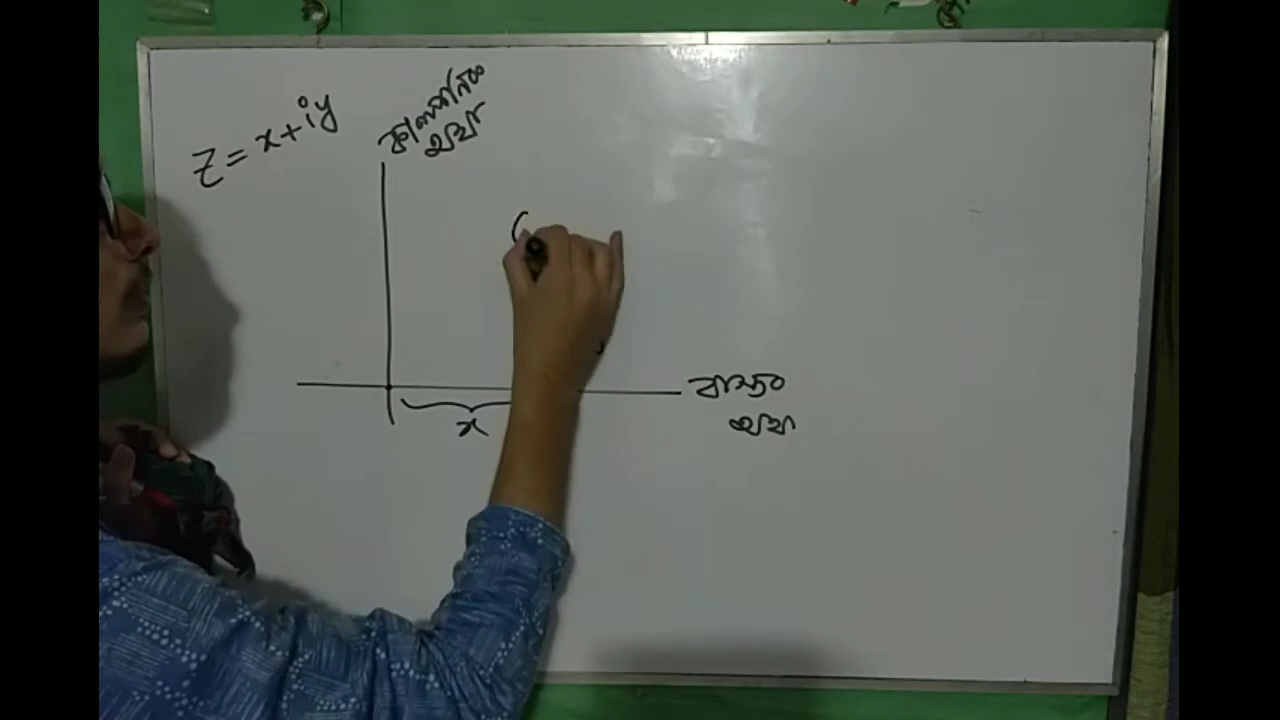 Z = x + iy
কাল্পনিক
অক্ষ
x
বাস্তব
অক্ষ
(